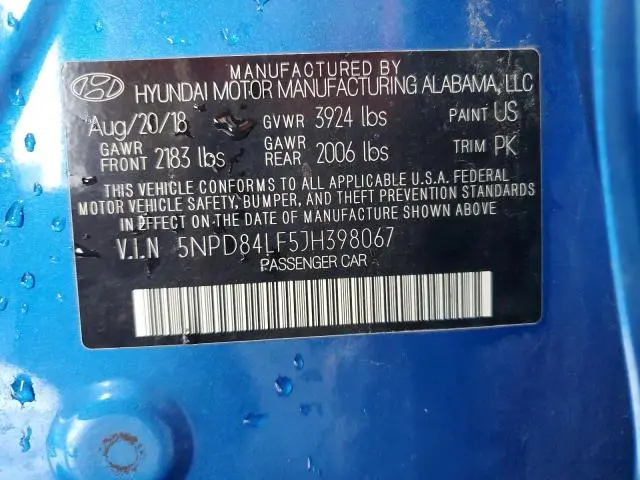 MANUFACTURED BY
HYUNDAI MOTOR MANUFACTURING ALABAMA, LLC
Aug/20/18 GVWR 3924 lbs PAINT US
GAWR FRONT 2183 lbs GAWR REAR 2006 lbs TRIM PK
THIS VEHICLE CONFORMS TO ALL APPLICABLE U.S.A. FEDERAL
MOTOR VEHICLE SAFETY, BUMPER, AND THEFT PREVENTION STANDARDS
IN EFFECT ON THE DATE OF MANUFACTURE SHOWN ABOVE
V.I.N 5NPD84LF5JH398067
PASSENGER CAR